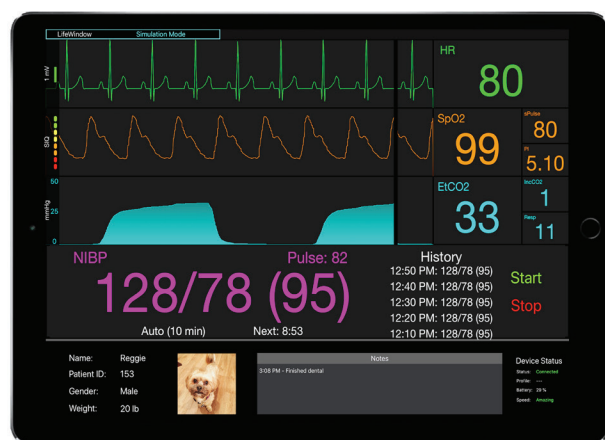 LifeWindow Simulation Mode
1 mV
HR
80
SIQ
SpO2
99
sPulse
80
PI
5.10
50
25
0
mmHg
EtCO2
33
IncCO2
1
Resp
11
NIBP Pulse: 82
128/78 (95)
Auto (10 min) Next: 8:53
History
12:50 PM: 128/78 (95)
12:40 PM: 128/78 (95)
12:30 PM: 128/78 (95)
12:20 PM: 128/78 (95)
12:10 PM: 128/78 (95)
Start
Stop
Name: Reggie
Patient ID: 153
Gender: Male
Weight: 20 lb
Notes
3:08 PM - Finished dental
Device Status
Status: Connected
Profile: ---
Battery: 29 %
Speed: Amazing